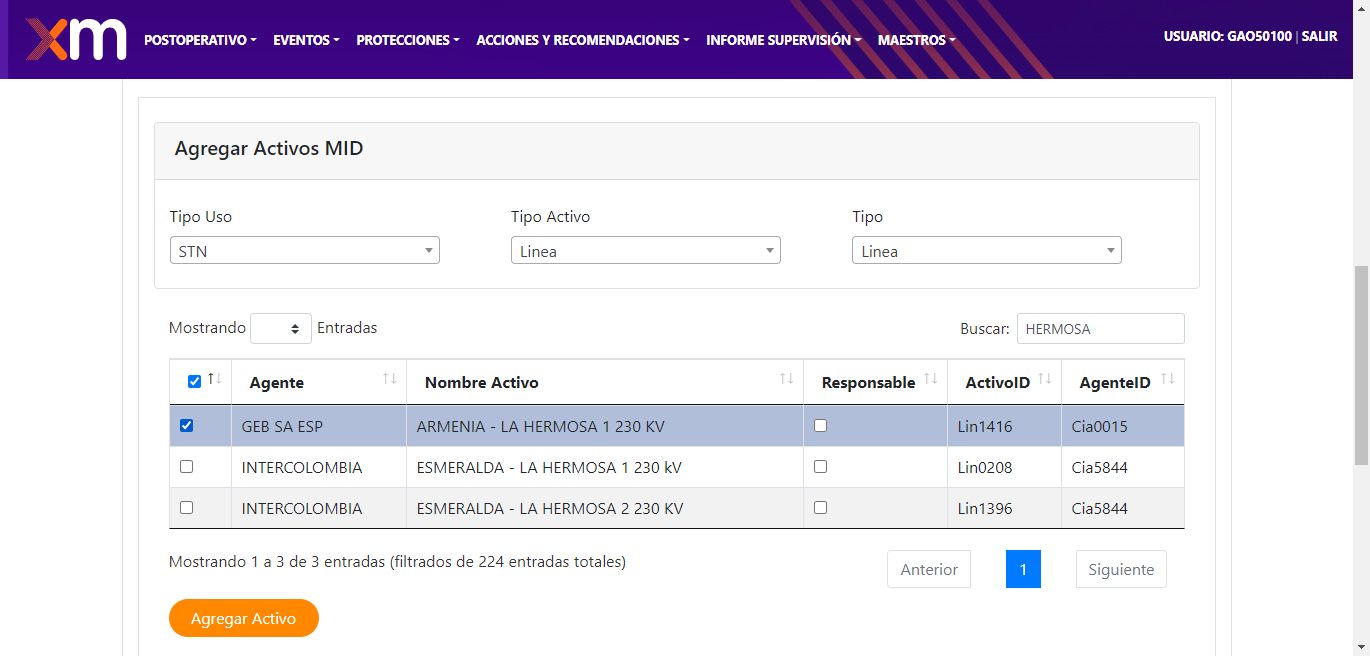 xm POSTOPERATIVO EVENTOS PROTECCIONES ACCIONES Y RECOMENDACIONES INFORME SUPERVISIÓN MAESTROS USUARIO: GAO50100 | SALIR
Agregar Activos MID
Tipo Uso Tipo Activo Tipo
STN Linea Linea
Mostrando Entradas Buscar: HERMOSA
Agente Nombre Activo Responsable ActivoID AgenteID
GEB SA ESP ARMENIA - LA HERMOSA 1 230 KV Lin1416 Cia0015
INTERCOLOMBIA ESMERALDA - LA HERMOSA 1 230 kV Lin0208 Cia5844
INTERCOLOMBIA ESMERALDA - LA HERMOSA 2 230 KV Lin1396 Cia5844
Mostrando 1 a 3 de 3 entradas (filtrados de 224 entradas totales) Anterior 1 Siguiente
Agregar Activo